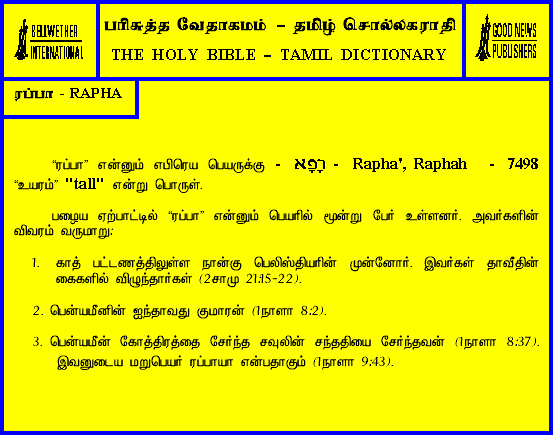 BELLWETHER
INTERNATIONAL
பரிசுத்த வேதாகமம் – தமிழ் சொல்லகராதி
THE HOLY BIBLE – TAMIL DICTIONARY
GOOD NEWS
PUBLISHERS
ரப்பா - RAPHA
“ரப்பா” என்னும் எபிரெய பெயருக்கு - רָפָא - Rapha', Raphah - 7498
“உயரம்” "tall" என்று பொருள்.
பழைய ஏற்பாட்டில் “ரப்பா” என்னும் பெயரில் மூன்று பேர் உள்ளனர். அவர்களின்
விவரம் வருமாறு:
1. காத் பட்டணத்திலுள்ள நான்கு பெலிஸ்தியரின் முன்னோர். இவர்கள் தாவீதின்
கைகளில் விழுந்தார்கள் (2சாமு 21:15-22).
2. பென்யமீனின் ஐந்தாவது குமாரன் (1நாளா 8:2).
3. பென்யமீன் கோத்திரத்தை சேர்ந்த சவுலின் சந்ததியை சேர்ந்தவன் (1நாளா 8:37).
இவனுடைய மறுபெயர் ரப்பாயா என்பதாகும் (1நாளா 9:43).